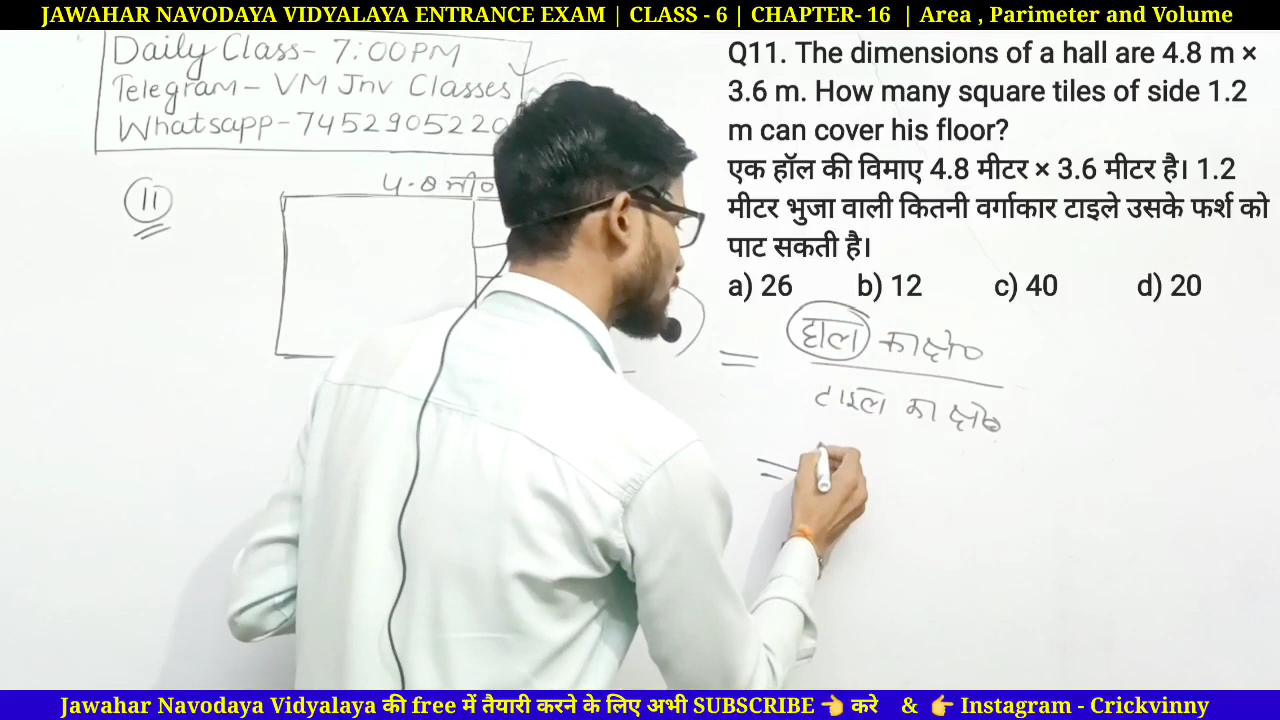 JAWAHAR NAVODAYA VIDYALAYA ENTRANCE EXAM | CLASS - 6 | CHAPTER- 16 | Area , Parimeter and Volume
Daily Class- 7:00PM
Telegram- VM Jnv Classes
Whatsapp-7452905220
11
4.8 मी०
Q11. The dimensions of a hall are 4.8 m ×
3.6 m. How many square tiles of side 1.2
m can cover his floor?
एक हॉल की विमाए 4.8 मीटर × 3.6 मीटर है। 1.2
मीटर भुजा वाली कितनी वर्गाकार टाइले उसके फर्श को
पाट सकती है।
a) 26 b) 12 c) 40 d) 20
= हाल का क्षे०
टाइल का क्षे०
=
Jawahar Navodaya Vidyalaya की free में तैयारी करने के लिए अभी SUBSCRIBE 👈 करे & 👉 Instagram - Crickvinny